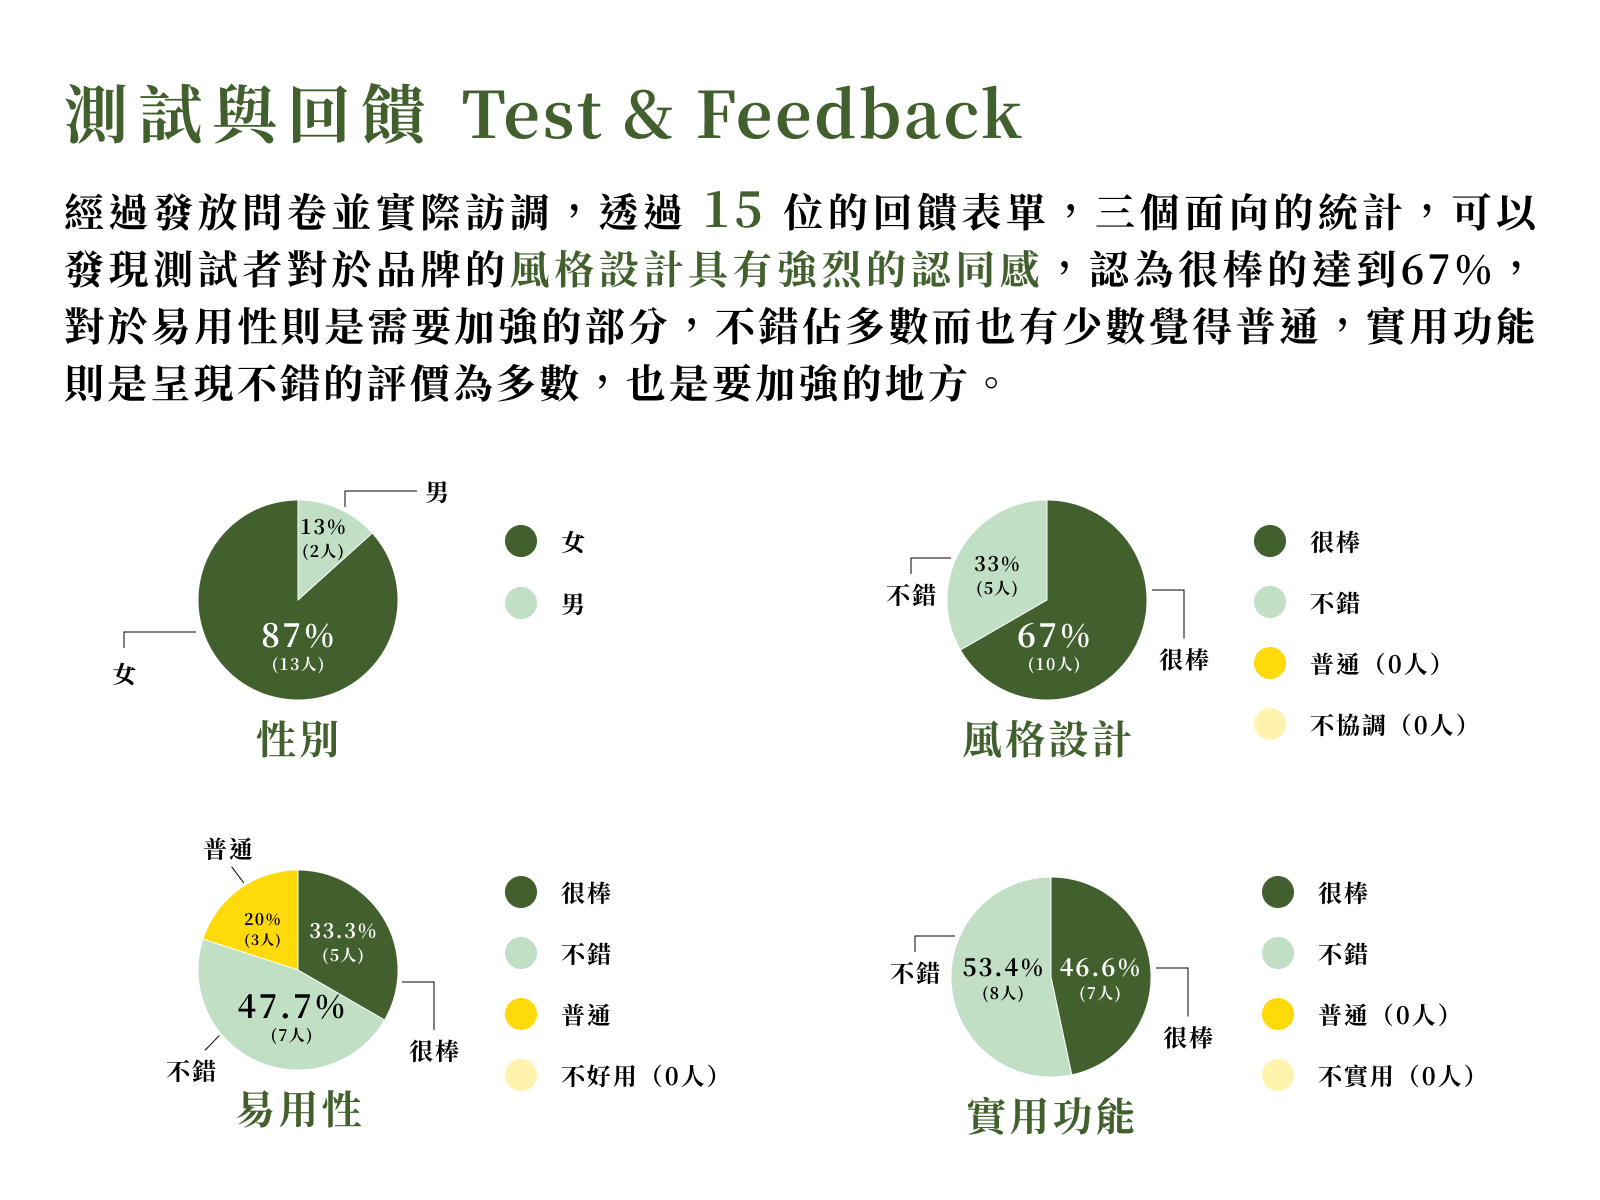 測試與回饋 Test & Feedback
經過發放問卷並實際訪調，透過 15 位的回饋表單，三個面向的統計，可以
發現測試者對於品牌的風格設計具有強烈的認同感，認為很棒的達到67%，
對於易用性則是需要加強的部分，不錯佔多數而也有少數覺得普通，實用功能
則是呈現不錯的評價為多數，也是要加強的地方。
男
13%
(2人)
87%
(13人)
女
性別
女
男
33%
(5人)
不錯
67%
(10人)
很棒
風格設計
很棒
不錯
普通（0人）
不協調（0人）
普通
20%
(3人)
33.3%
(5人)
47.7%
(7人)
很棒
不錯
易用性
很棒
不錯
普通
不好用（0人）
不錯
53.4%
(8人)
46.6%
(7人)
很棒
實用功能
很棒
不錯
普通（0人）
不實用（0人）